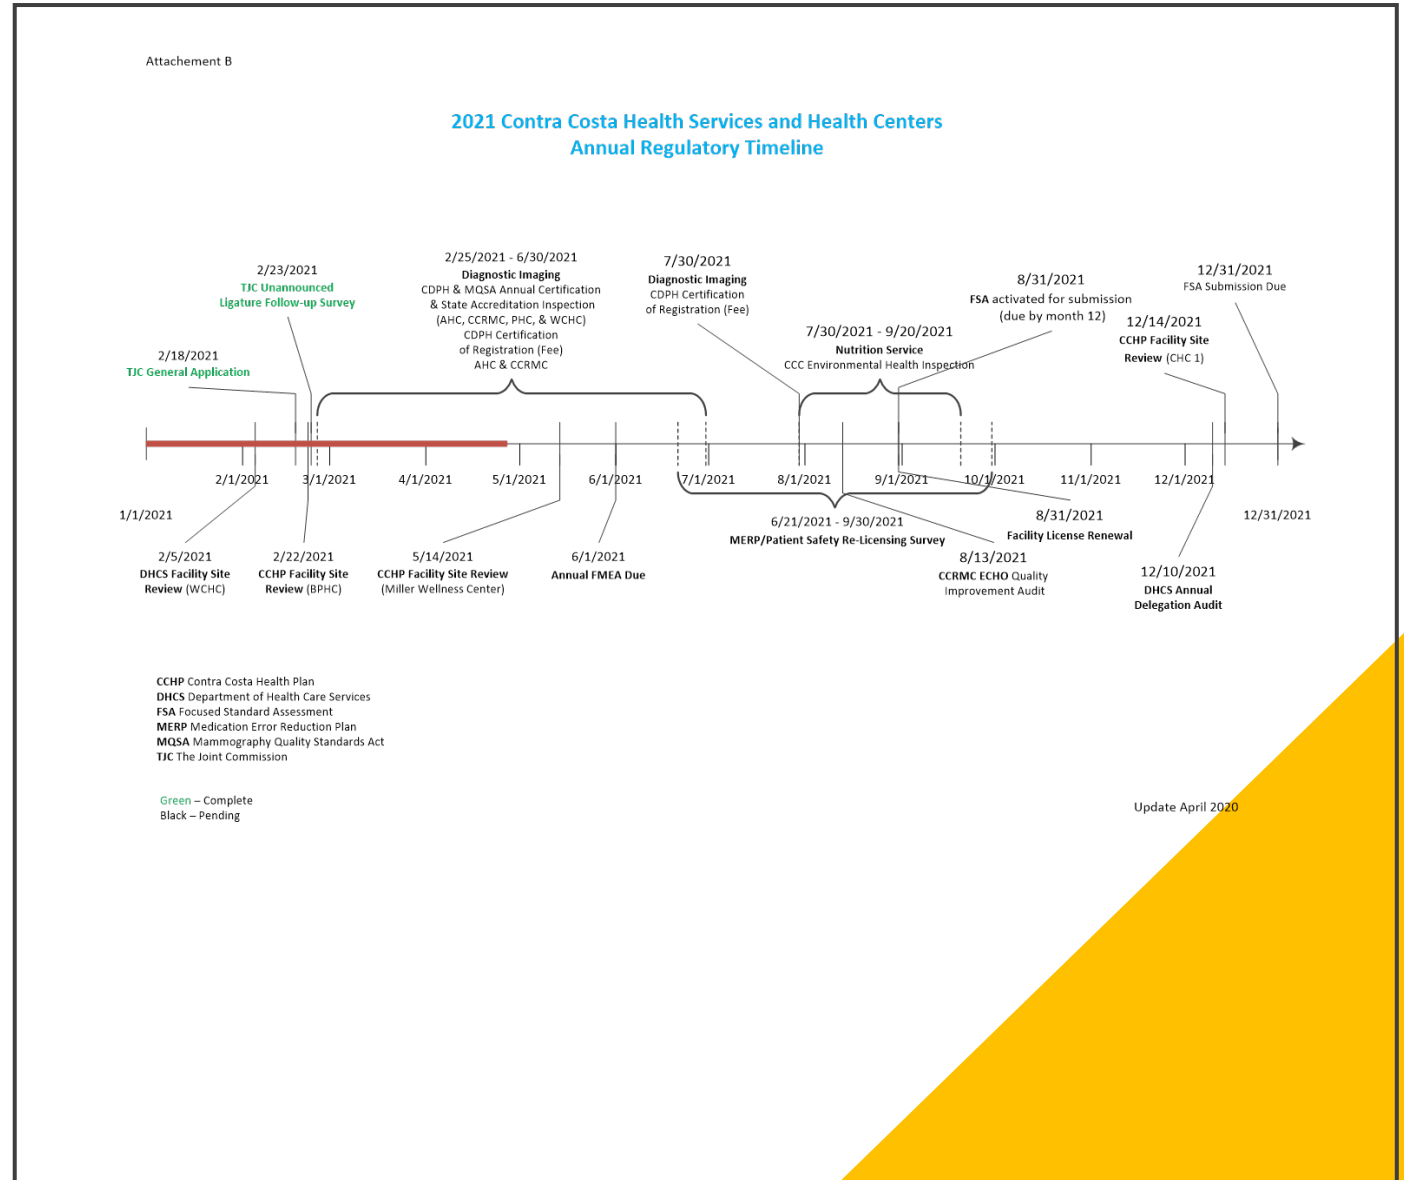 Attachement B
2021 Contra Costa Health Services and Health Centers
Annual Regulatory Timeline
2/18/2021
TJC General Application
2/23/2021
TJC Unannounced
Ligature Follow-up Survey
2/25/2021 - 6/30/2021
Diagnostic Imaging
CDPH & MQSA Annual Certification
& State Accreditation Inspection
(AHC, CCRMC, PHC, & WCHC)
CDPH Certification
of Registration (Fee)
AHC & CCRMC
7/30/2021
Diagnostic Imaging
CDPH Certification
of Registration (Fee)
7/30/2021 - 9/20/2021
Nutrition Service
CCC Environmental Health Inspection
8/31/2021
FSA activated for submission
(due by month 12)
12/14/2021
CCHP Facility Site
Review (CHC 1)
12/31/2021
FSA Submission Due
2/1/2021
3/1/2021
4/1/2021
5/1/2021
6/1/2021
7/1/2021
8/1/2021
9/1/2021
10/1/2021
11/1/2021
12/1/2021
1/1/2021
12/31/2021
2/5/2021
DHCS Facility Site
Review (WCHC)
2/22/2021
CCHP Facility Site
Review (BPHC)
5/14/2021
CCHP Facility Site Review
(Miller Wellness Center)
6/1/2021
Annual FMEA Due
6/21/2021 - 9/30/2021
MERP/Patient Safety Re-Licensing Survey
8/13/2021
CCRMC ECHO Quality
Improvement Audit
8/31/2021
Facility License Renewal
12/10/2021
DHCS Annual
Delegation Audit
CCHP Contra Costa Health Plan
DHCS Department of Health Care Services
FSA Focused Standard Assessment
MERP Medication Error Reduction Plan
MQSA Mammography Quality Standards Act
TJC The Joint Commission
Green – Complete
Black – Pending
Update April 2020